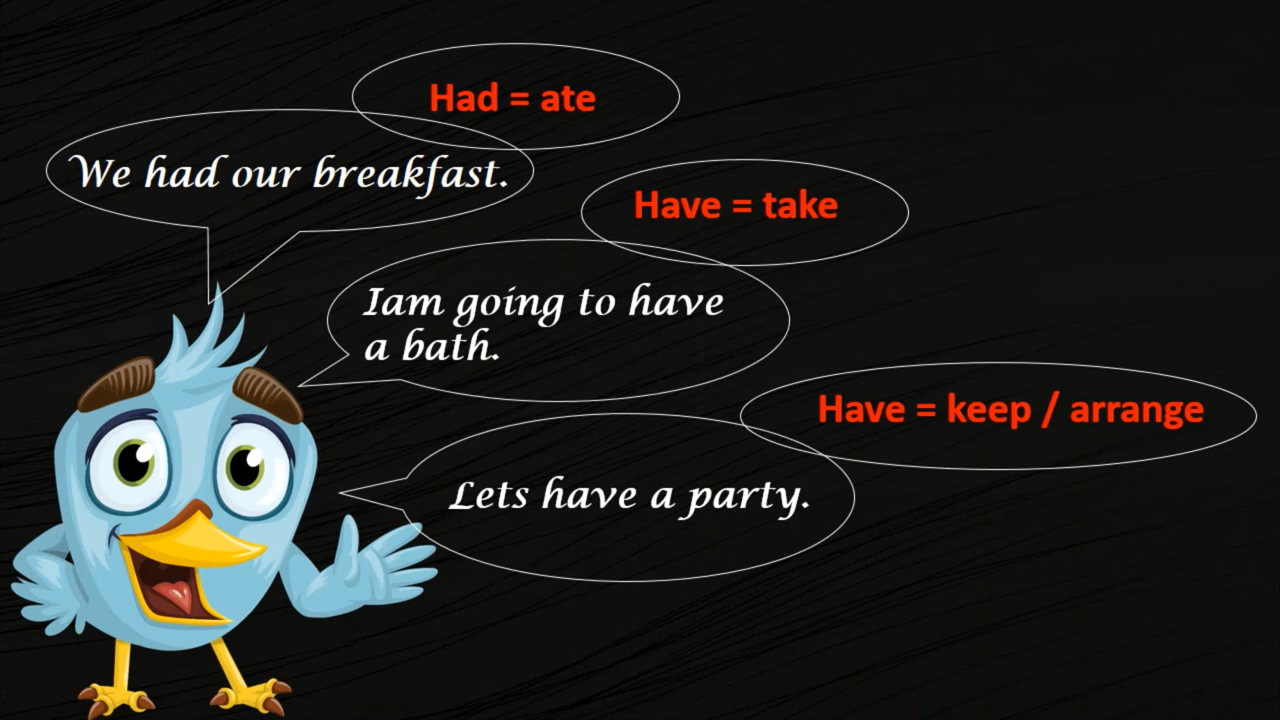 Had = ate
We had our breakfast.
Have = take
Iam going to have
a bath.
Have = keep / arrange
Lets have a party.